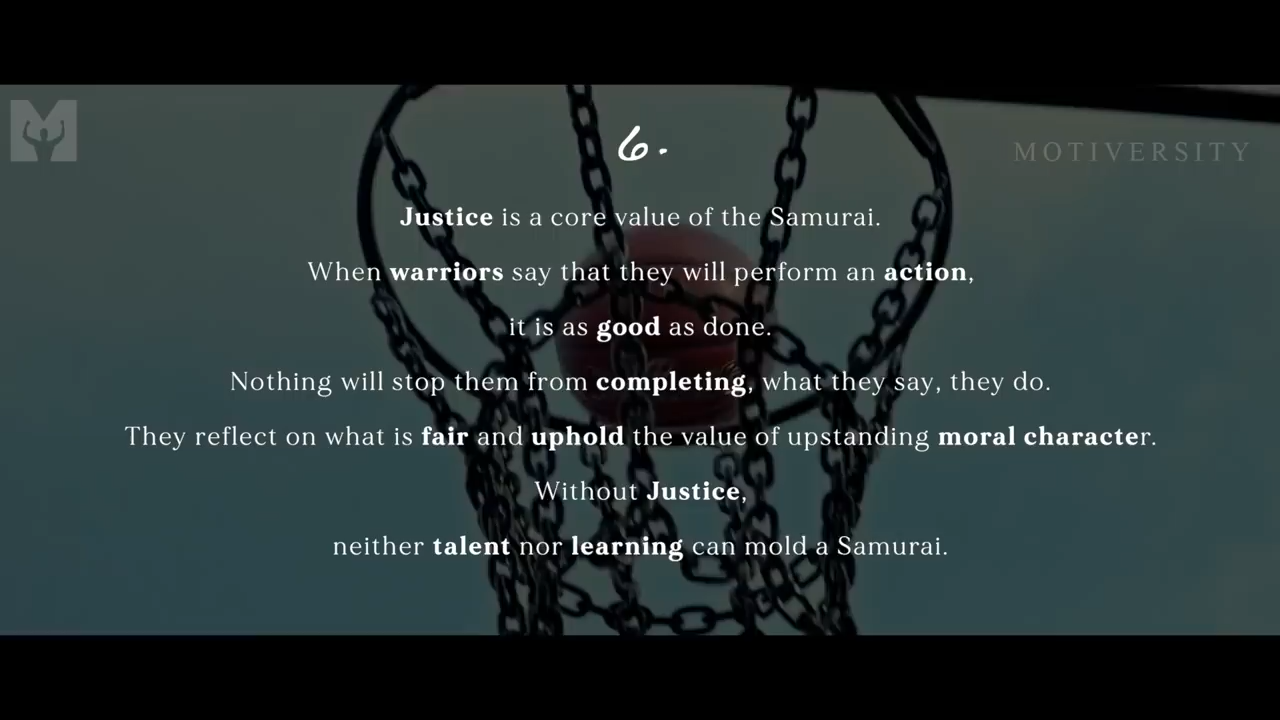 6.
MOTIVERSITY
Justice is a core value of the Samurai.
When warriors say that they will perform an action,
it is as good as done.
Nothing will stop them from completing, what they say, they do.
They reflect on what is fair and uphold the value of upstanding moral character.
Without Justice,
neither talent nor learning can mold a Samurai.